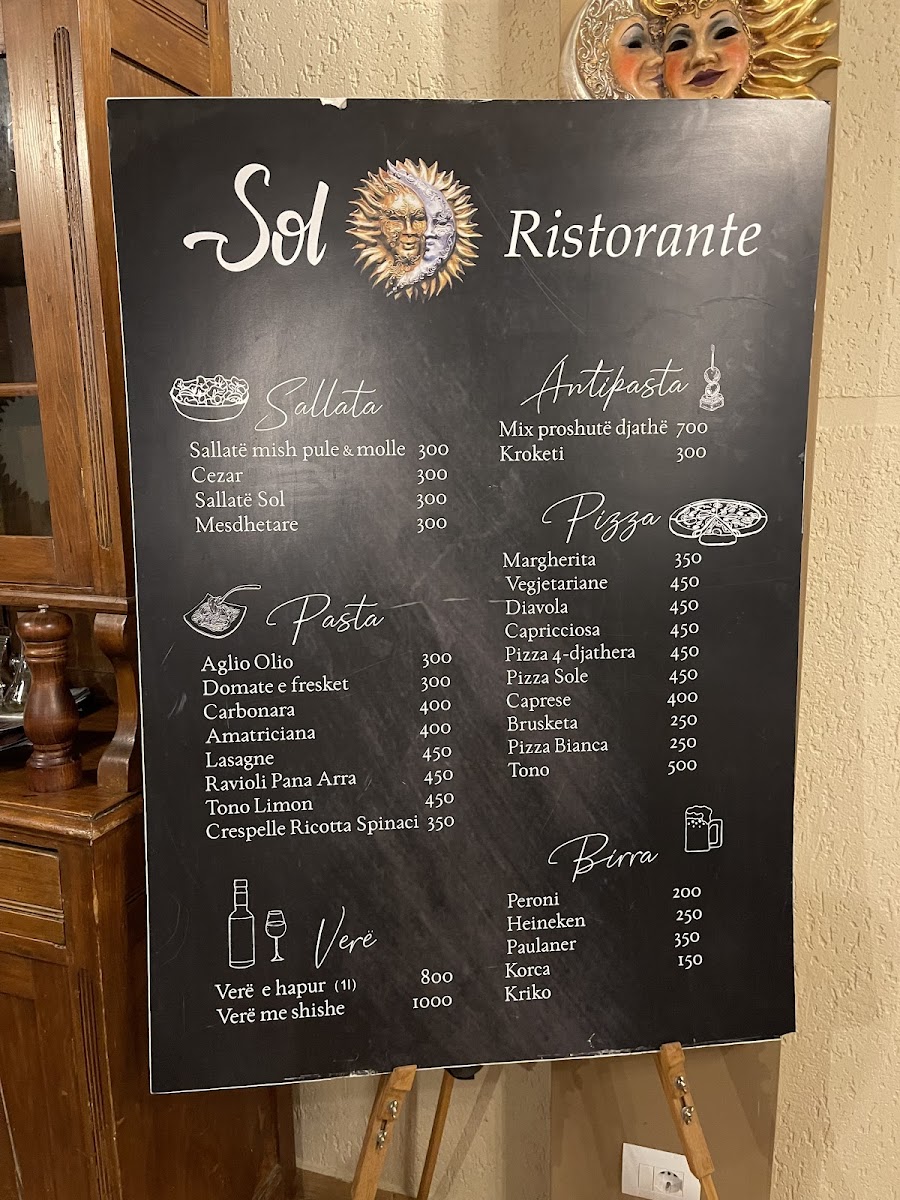 Sol Ristorante
Sallata
Sallatë mish pule & molle 300
Cezar 300
Sallatë Sol 300
Mesdhetare 300
Pasta
Aglio Olio 300
Domate e fresket 300
Carbonara 400
Amatriciana 400
Lasagne 450
Ravioli Pana Arra 450
Tono Limon 450
Crespelle Ricotta Spinaci 350
Verë
Verë e hapur (1l) 800
Verë me shishe 1000
Antipasta
Mix proshutë djathë 700
Kroketi 300
Pizza
Margherita 350
Vegjetariane 450
Diavola 450
Capricciosa 450
Pizza 4-djathera 450
Pizza Sole 450
Caprese 400
Brusketa 250
Pizza Bianca 250
Tono 500
Birra
Peroni 200
Heineken 250
Paulaner 350
Korca 150
Kriko